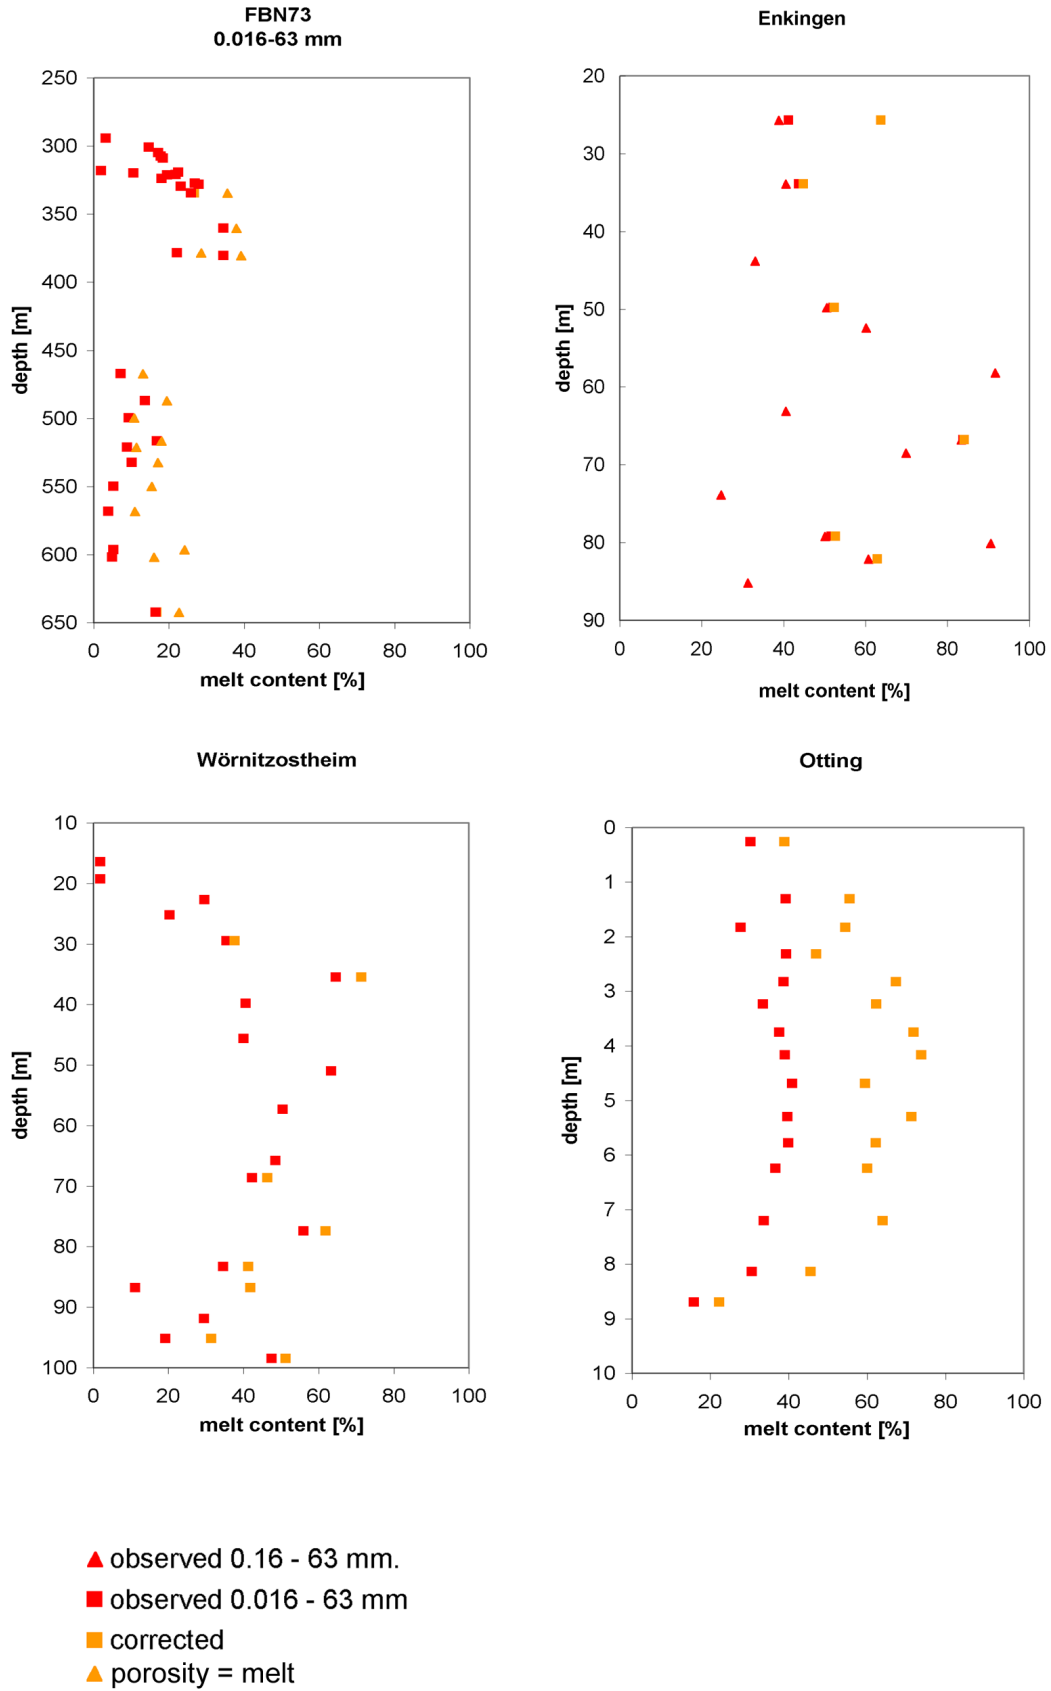 FBN73
0.016-63 mm
250
300
350
400
450
500
550
600
650
0 20 40 60 80 100
depth [m]
melt content [%]
Enkingen
20
30
40
50
60
70
80
90
0 20 40 60 80 100
depth [m]
melt content [%]
Wörnitzostheim
10
20
30
40
50
60
70
80
90
100
0 20 40 60 80 100
depth [m]
melt content [%]
Otting
0
1
2
3
4
5
6
7
8
9
10
0 20 40 60 80 100
depth [m]
melt content [%]
observed 0.16 - 63 mm.
observed 0.016 - 63 mm
corrected
porosity = melt